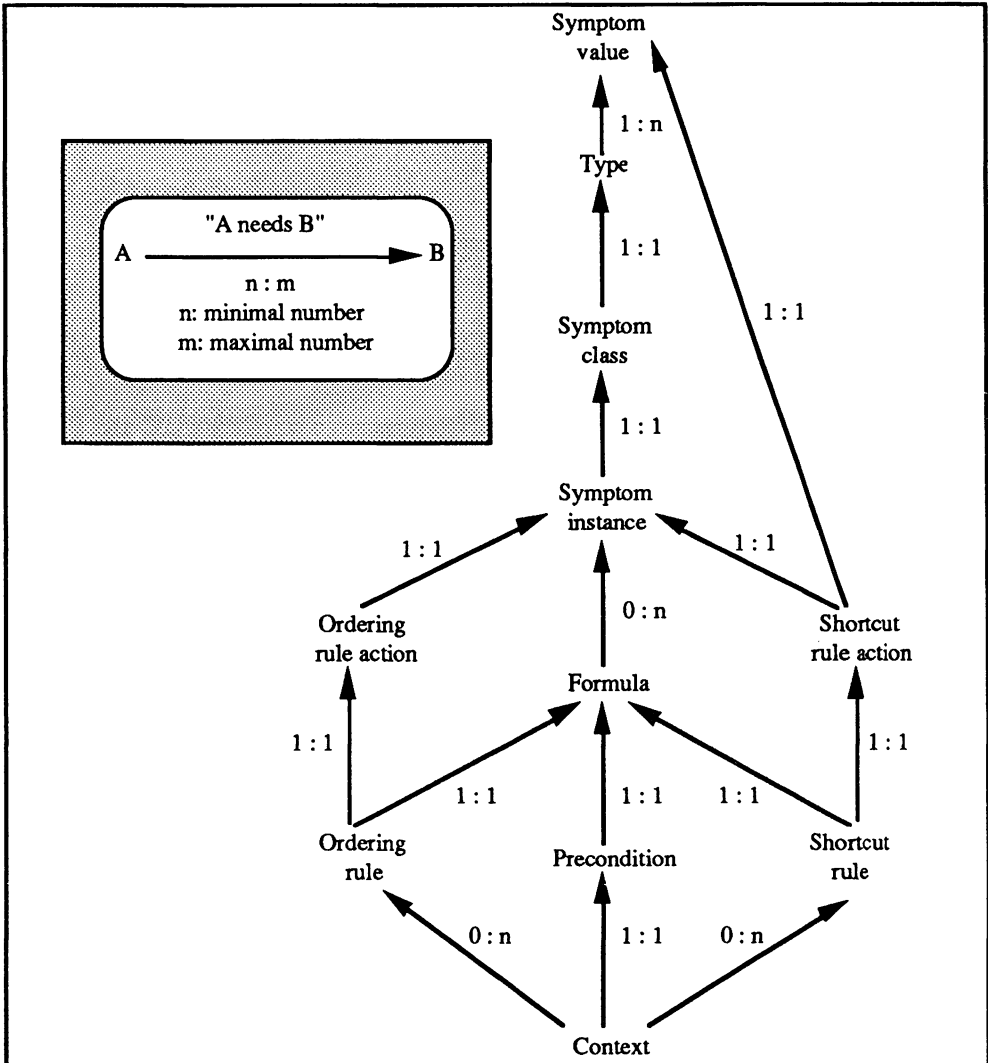 Symptom
value
1 : n
Type
"A needs B"
A
B
n : m
n: minimal number
m: maximal number
1 : 1
1 : 1
Symptom
class
1 : 1
Symptom
instance
1 : 1
1 : 1
0 : n
Ordering
rule action
Shortcut
rule action
Formula
1 : 1
1 : 1
1 : 1
1 : 1
1 : 1
Ordering
rule
Precondition
Shortcut
rule
0 : n
1 : 1
0 : n
Context